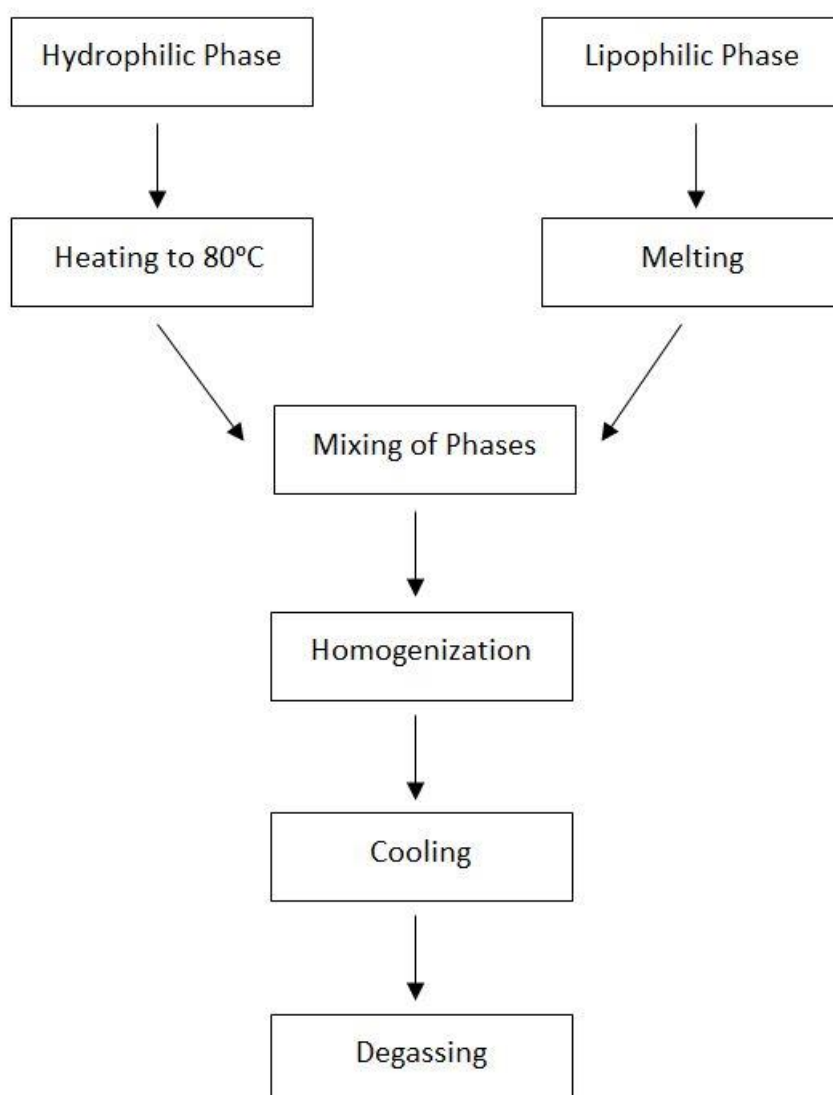 Hydrophilic Phase
Lipophilic Phase
Heating to 80ºC
Melting
Mixing of Phases
Homogenization
Cooling
Degassing